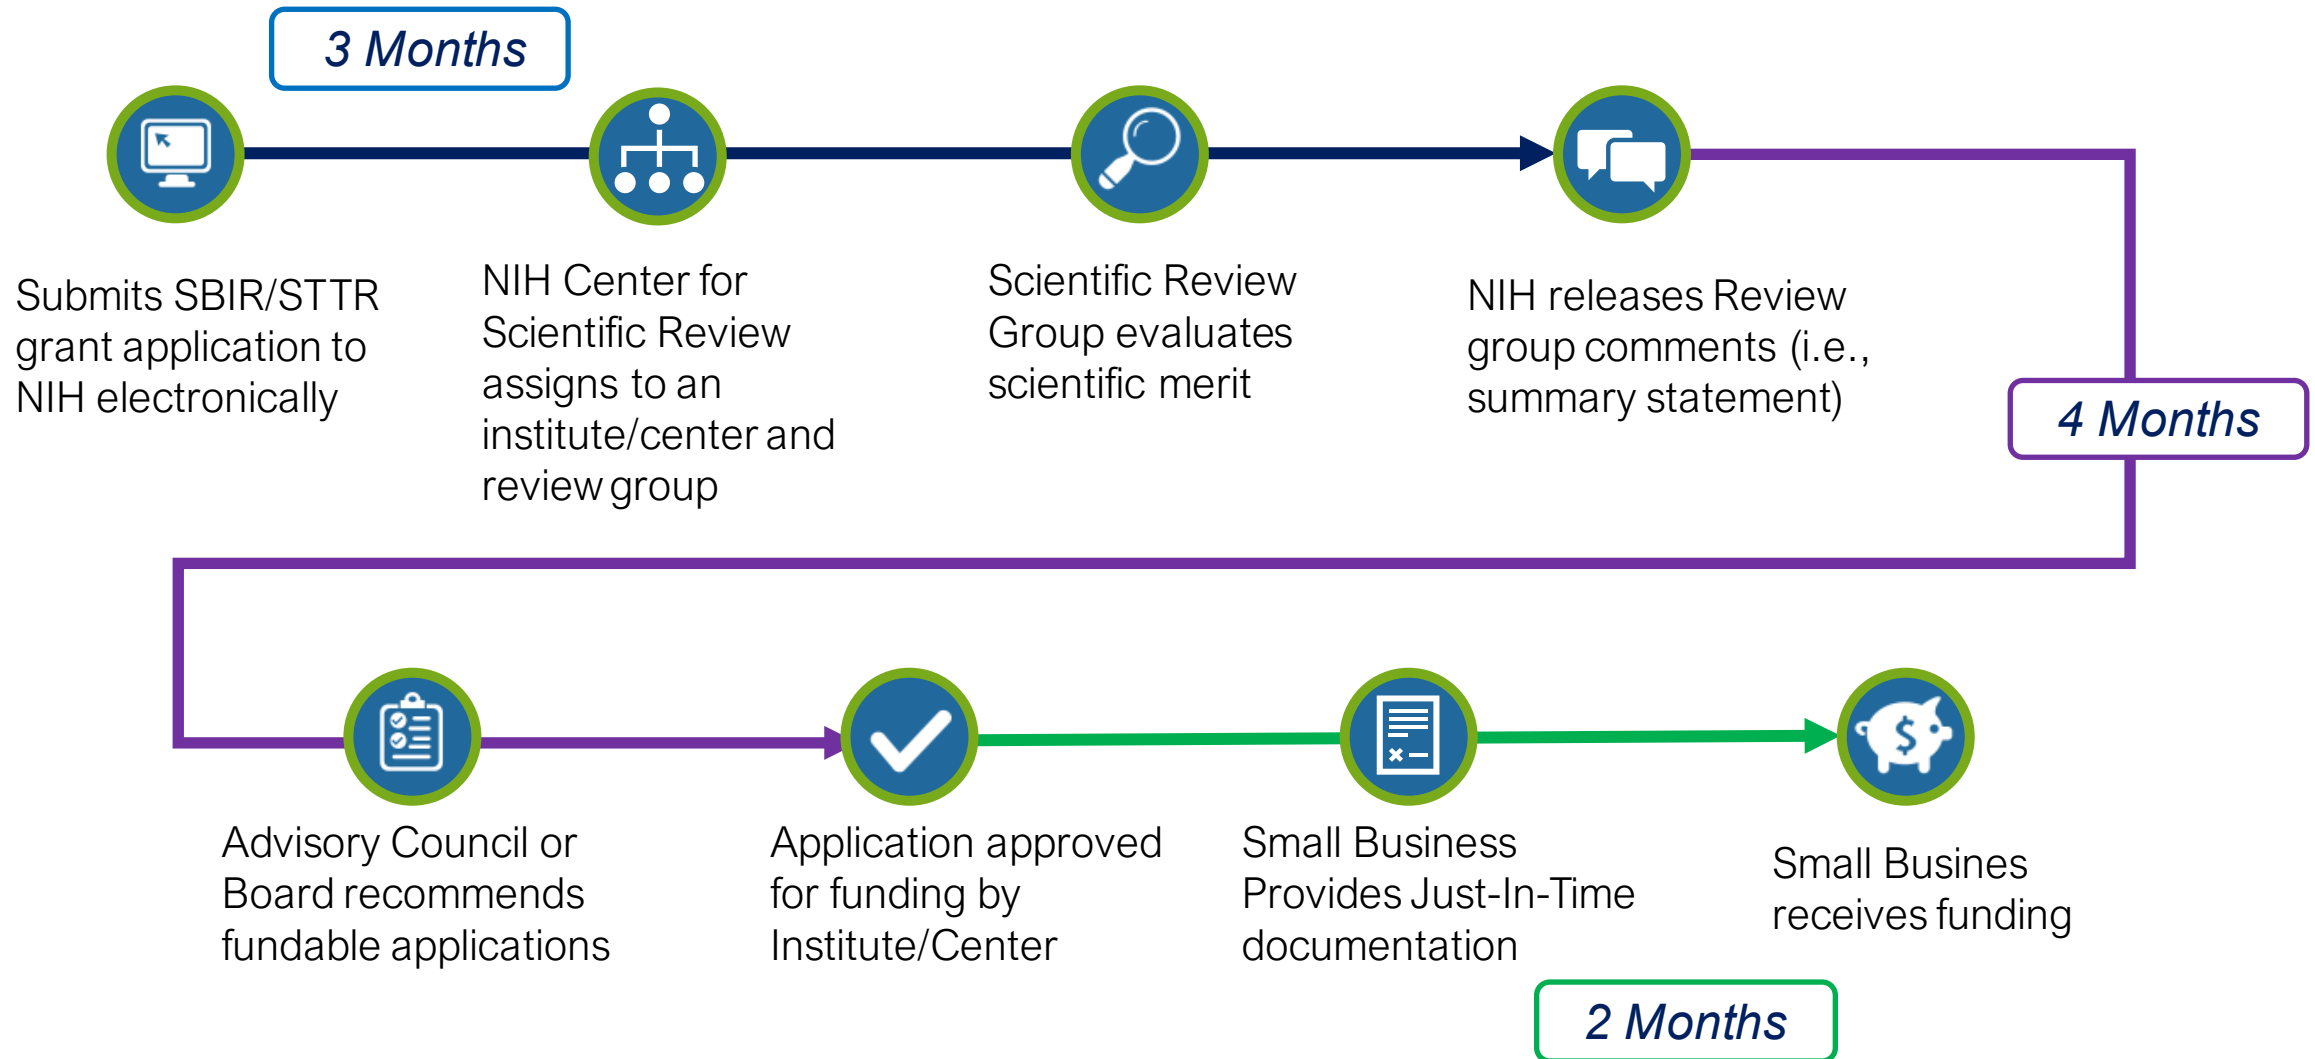 3 Months
Submits SBIR/STTR
grant application to
NIH electronically
NIH Center for
Scientific Review
assigns to an
institute/center and
review group
Scientific Review
Group evaluates
scientific merit
NIH releases Review
group comments (i.e.,
summary statement)
4 Months
Advisory Council or
Board recommends
fundable applications
Application approved
for funding by
Institute/Center
Small Business
Provides Just-In-Time
documentation
$
Small Busines
receives funding
2 Months